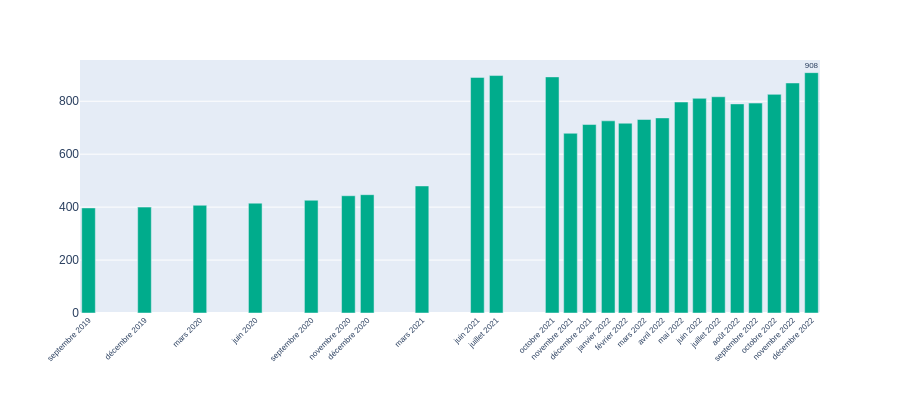 908
800
600
400
200
0
septembre 2019
décembre 2019
mars 2020
juin 2020
septembre 2020
novembre 2020
décembre 2020
mars 2021
juin 2021
juillet 2021
octobre 2021
novembre 2021
décembre 2021
janvier 2022
février 2022
mars 2022
avril 2022
mai 2022
juin 2022
juillet 2022
août 2022
septembre 2022
octobre 2022
novembre 2022
décembre 2022